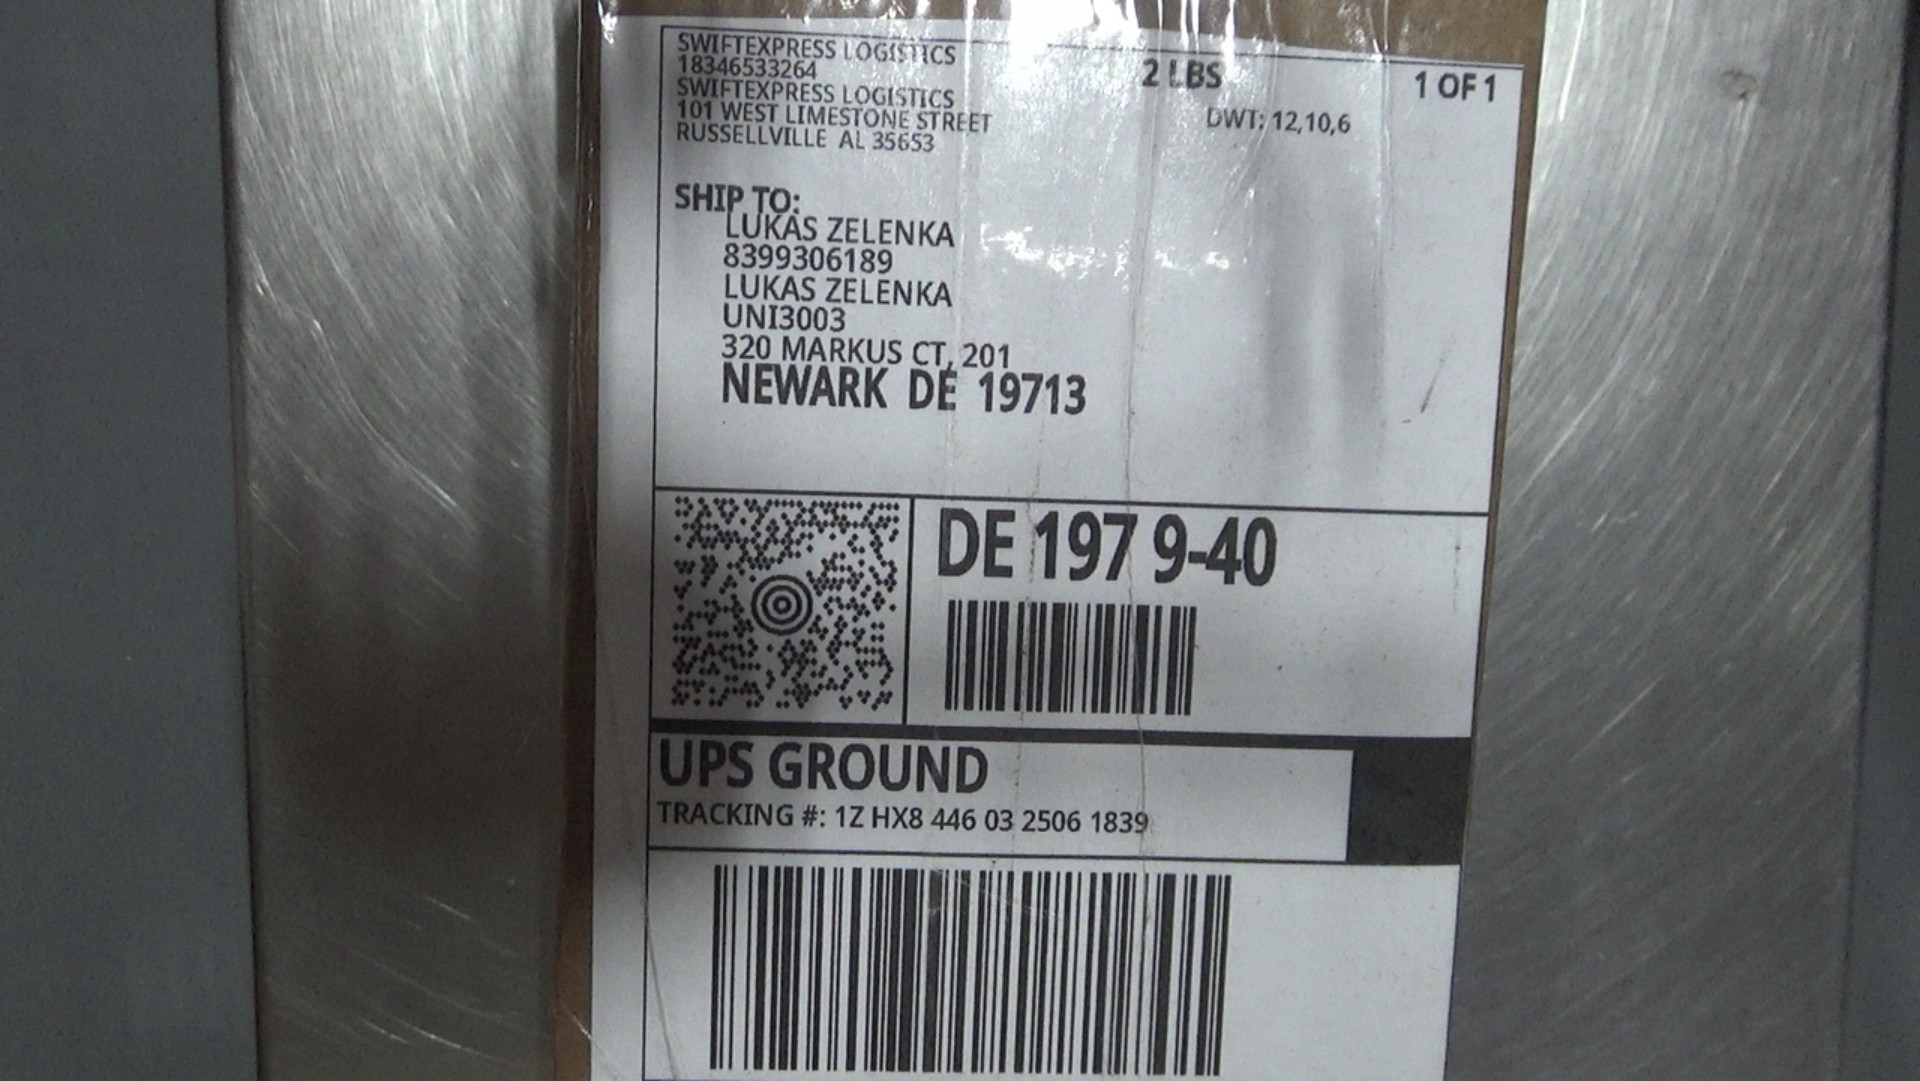 SWIFTEXPRESS LOGISTICS
18346533264
SWIFTEXPRESS LOGISTICS
101 WEST LIMESTONE STREET
RUSSELLVILLE AL 35653
2 LBS
1 OF 1
DWT: 12,10,6
SHIP TO:
LUKAS ZELENKA
8399306189
LUKAS ZELENKA
UNI3003
320 MARKUS CT, 201
NEWARK DE 19713
DE 197 9-40
UPS GROUND
TRACKING #: 1Z HX8 446 03 2506 1839